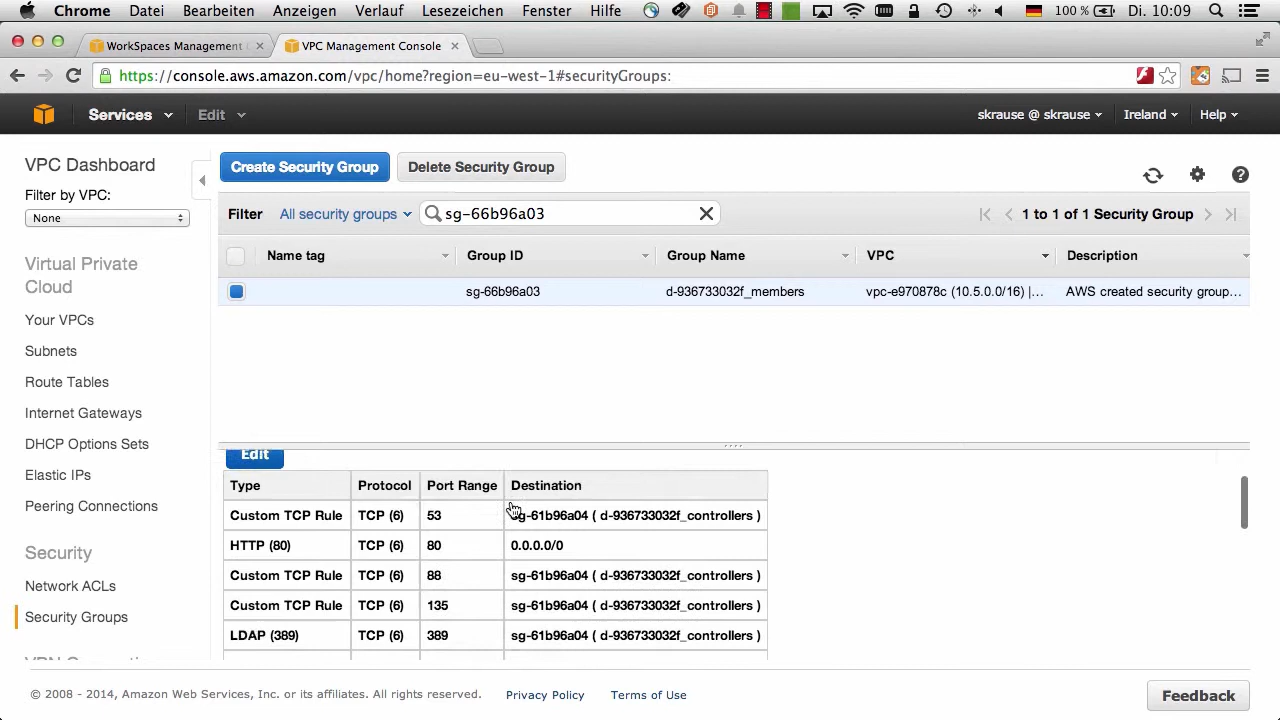 Chrome Datei Bearbeiten Anzeigen Verlauf Lesezeichen Fenster Hilfe 100 % Di. 10:09
WorkSpaces Management
VPC Management Console
https://console.aws.amazon.com/vpc/home?region=eu-west-1#securityGroups:
Services Edit skrause @ skrause Ireland Help
VPC Dashboard
Filter by VPC:
None
Virtual Private
Cloud
Your VPCs
Subnets
Route Tables
Internet Gateways
DHCP Options Sets
Elastic IPs
Peering Connections
Security
Network ACLs
Security Groups
Create Security Group Delete Security Group
Filter All security groups sg-66b96a03 1 to 1 of 1 Security Group
Name tag Group ID Group Name VPC Description
sg-66b96a03 d-936733032f_members vpc-e970878c (10.5.0.0/16) |... AWS created security group...
Edit
Type Protocol Port Range Destination
Custom TCP Rule TCP (6) 53 sg-61b96a04 ( d-936733032f_controllers )
HTTP (80) TCP (6) 80 0.0.0.0/0
Custom TCP Rule TCP (6) 88 sg-61b96a04 ( d-936733032f_controllers )
Custom TCP Rule TCP (6) 135 sg-61b96a04 ( d-936733032f_controllers )
LDAP (389) TCP (6) 389 sg-61b96a04 ( d-936733032f_controllers )
© 2008 - 2014, Amazon Web Services, Inc. or its affiliates. All rights reserved. Privacy Policy Terms of Use
Feedback